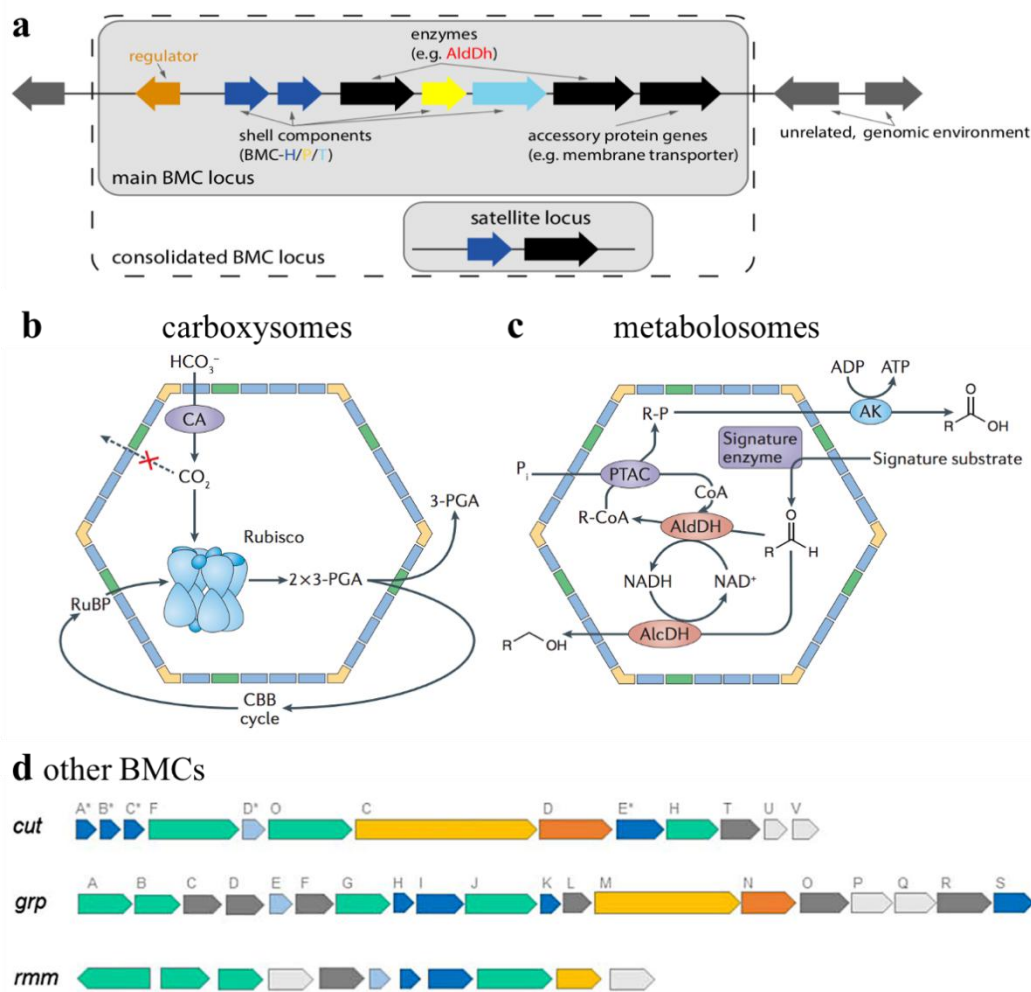 a
regulator
enzymes
(e.g. AldDh)
shell components
(BMC-H/P/T)
accessory protein genes
(e.g. membrane transporter)
unrelated, genomic environment
main BMC locus
satellite locus
consolidated BMC locus
b carboxysomes
HCO₃⁻
CA
CO₂
Rubisco
3-PGA
2×3-PGA
RuBP
CBB
cycle
c metabolosomes
ADP ATP
R-P
AK
R
O
OH
Signature
enzyme
Signature substrate
Pᵢ
PTAC
CoA
R-CoA
AldDH
O
R H
NADH NAD⁺
R OH
AlcDH
d other BMCs
A* B* C* F D* O C D E* H T U V
cut
A B C D E F G H I J K L M N O P Q R S
grp
rmm